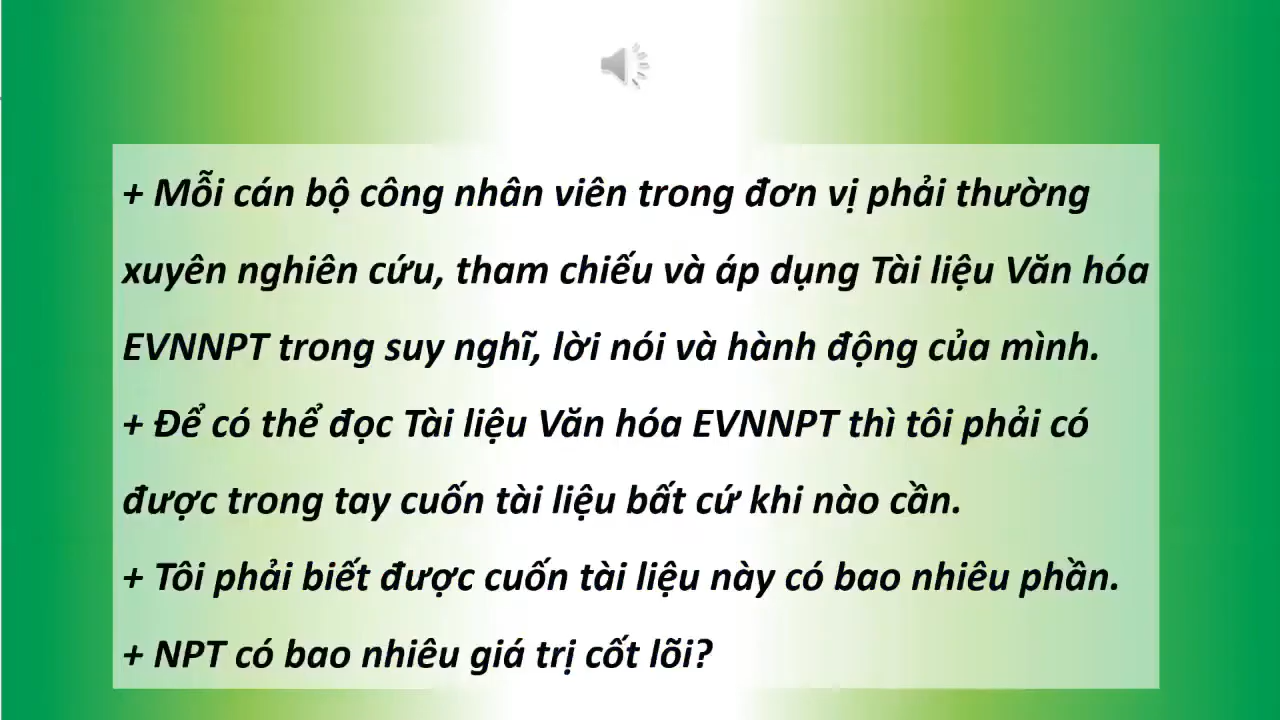 + Mỗi cán bộ công nhân viên trong đơn vị phải thường
xuyên nghiên cứu, tham chiếu và áp dụng Tài liệu Văn hóa
EVNNPT trong suy nghĩ, lời nói và hành động của mình.
+ Để có thể đọc Tài liệu Văn hóa EVNNPT thì tôi phải có
được trong tay cuốn tài liệu bất cứ khi nào cần.
+ Tôi phải biết được cuốn tài liệu này có bao nhiêu phần.
+ NPT có bao nhiêu giá trị cốt lõi?